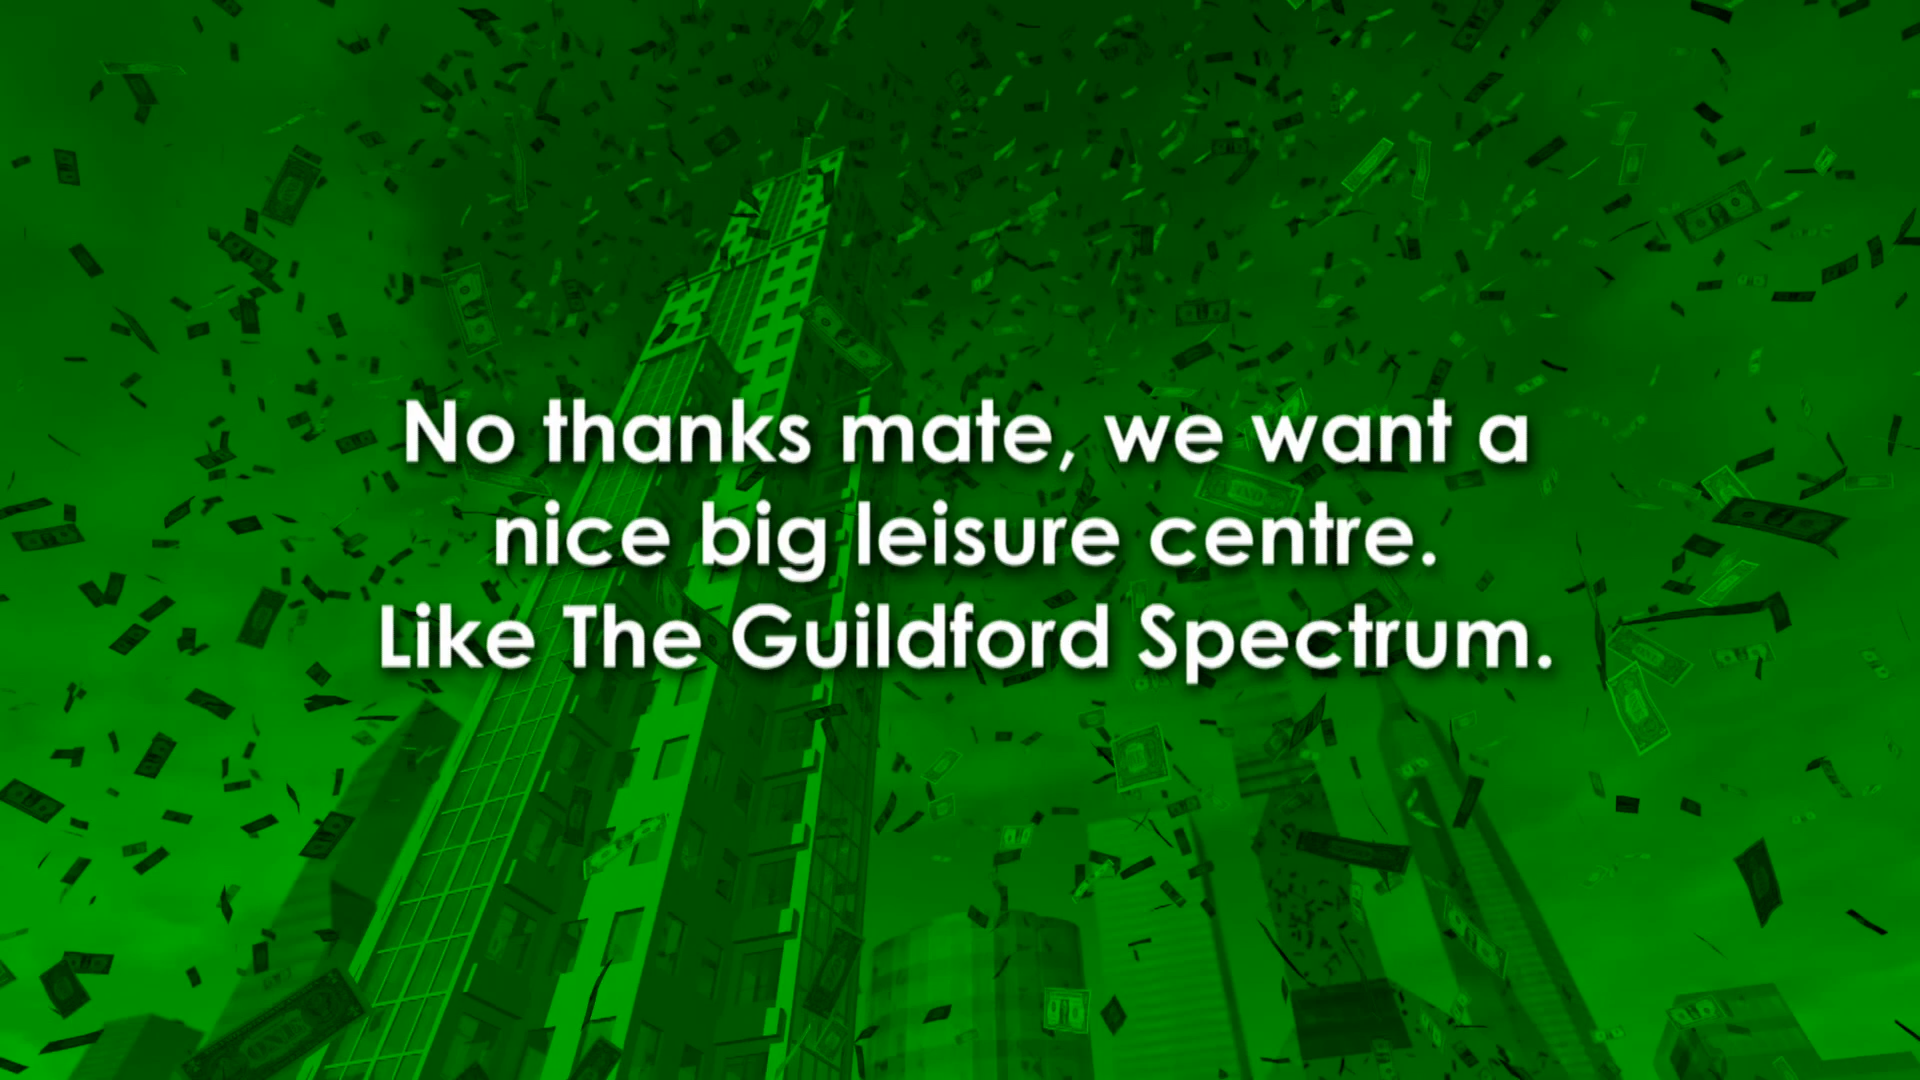 No thanks mate, we want a
nice big leisure centre.
Like The Guildford Spectrum.